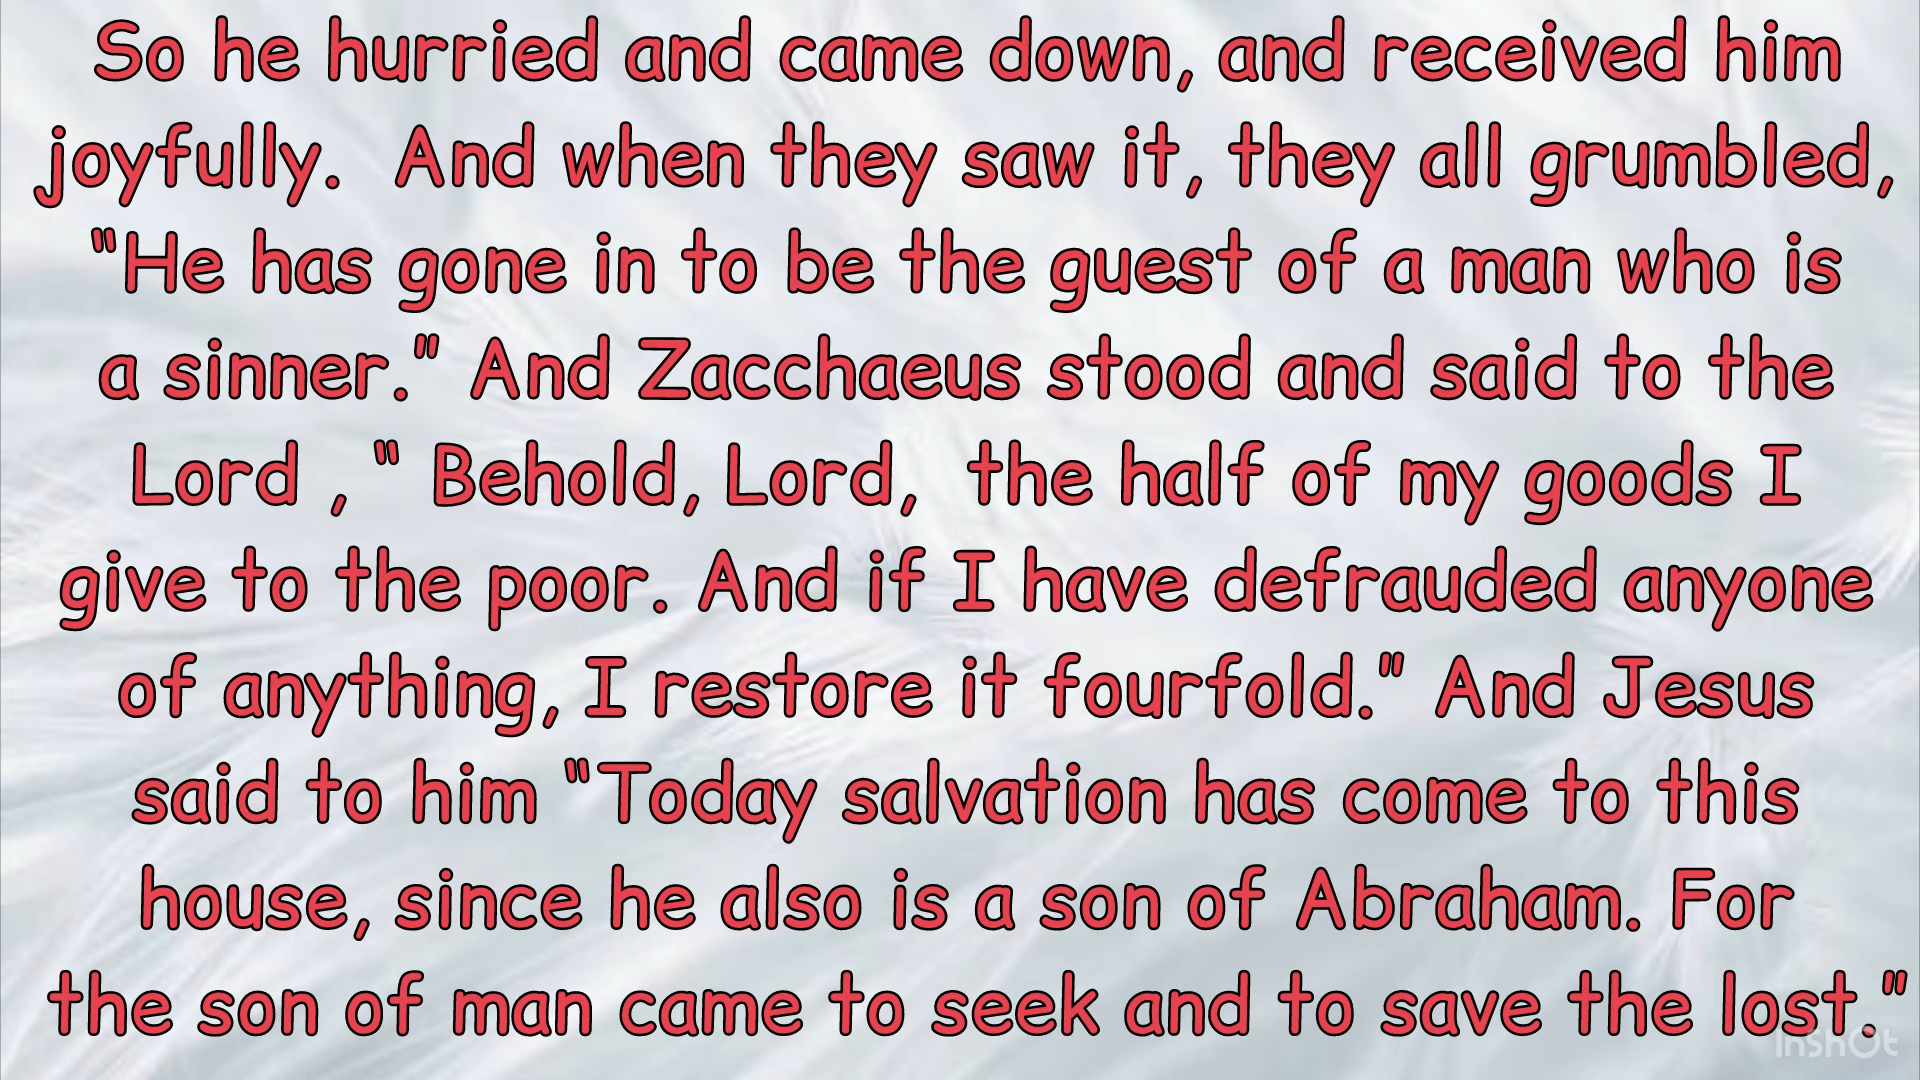 So he hurried and came down, and received him
joyfully.  And when they saw it, they all grumbled,
“He has gone in to be the guest of a man who is
a sinner.” And Zacchaeus stood and said to the
Lord , “ Behold, Lord,  the half of my goods I
give to the poor. And if I have defrauded anyone
of anything, I restore it fourfold.” And Jesus
said to him “Today salvation has come to this
house, since he also is a son of Abraham. For
the son of man came to seek and to save the lost.”
InShOt